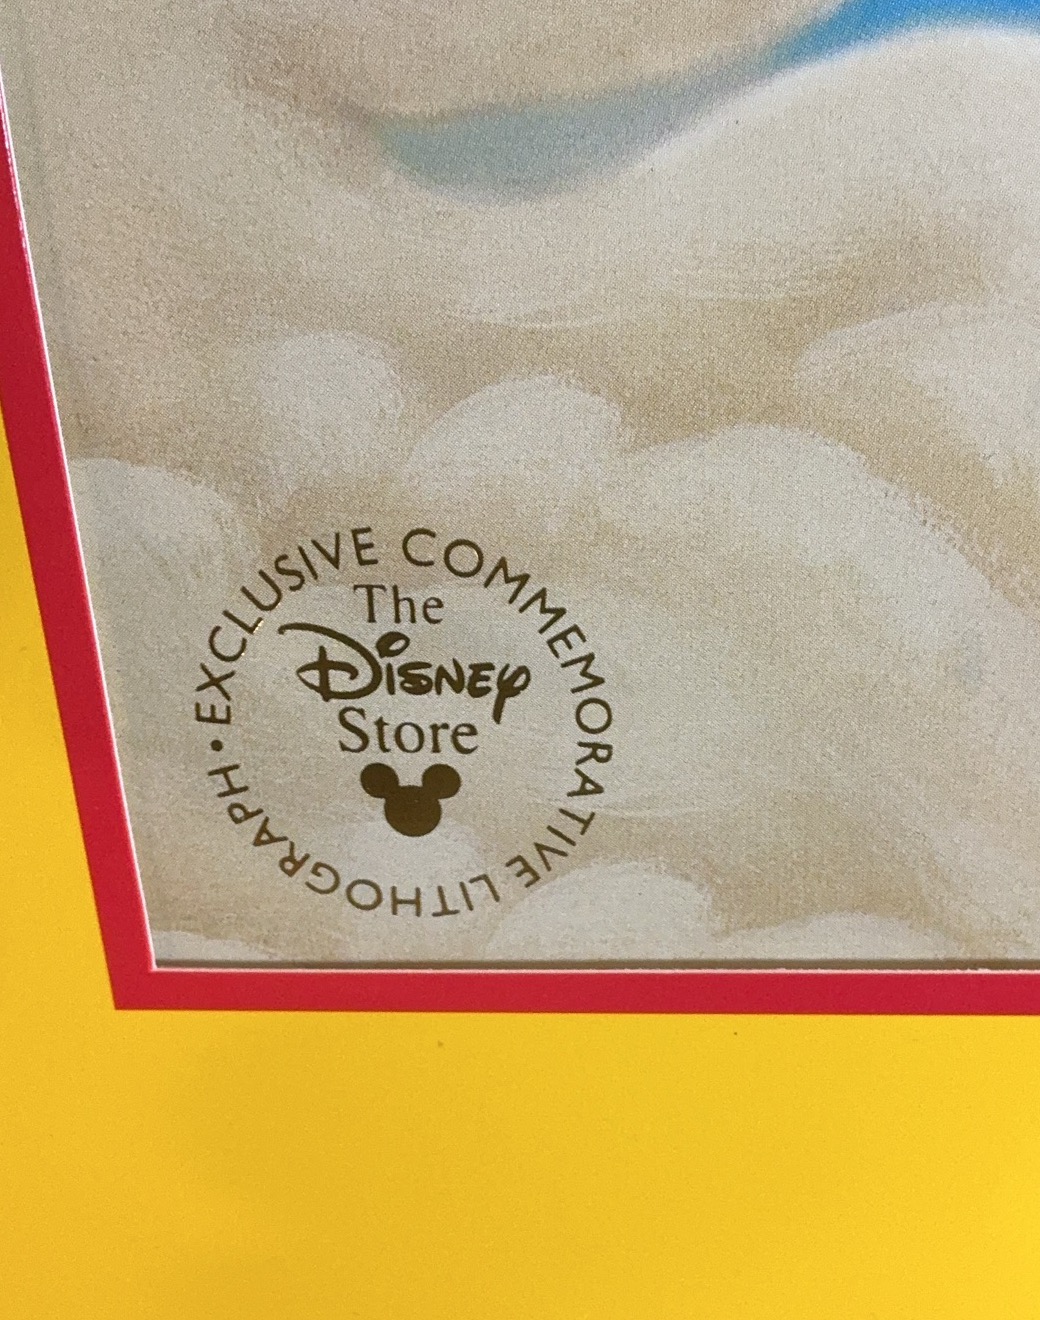 EXCLUSIVE COMMEMORATIVE LITHOGRAPH •
The
Disney
Store